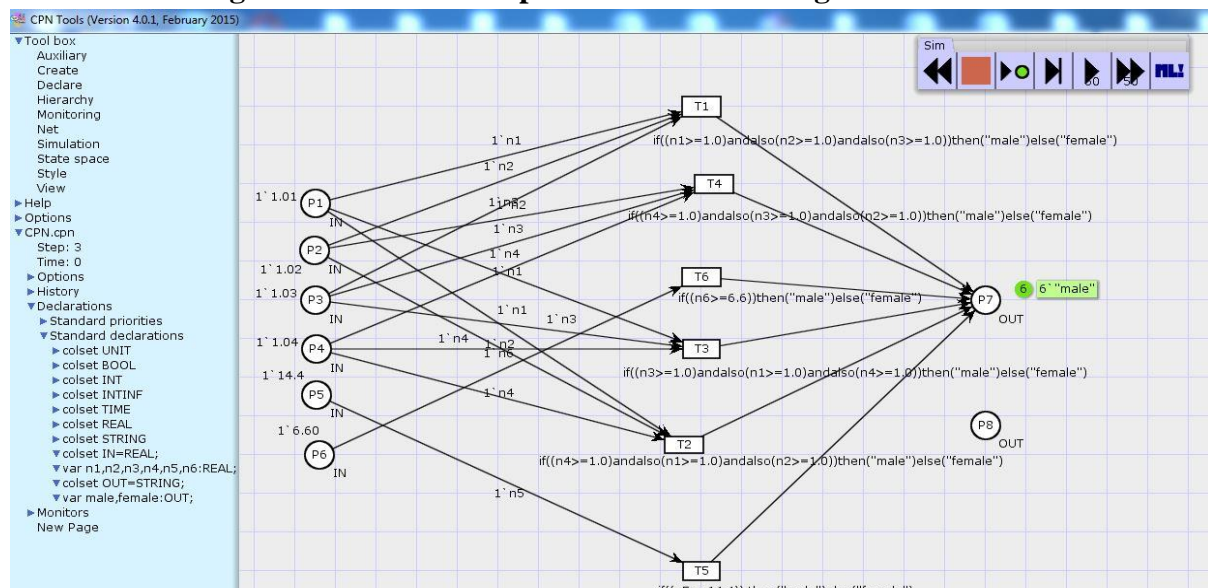 CPN Tools (Version 4.0.1, February 2015)
Tool box
Auxiliary
Create
Declare
Hierarchy
Monitoring
Net
Simulation
State space
Style
View
Help
Options
CPN.cpn
Step: 3
Time: 0
Options
History
Declarations
Standard priorities
Standard declarations
colset UNIT
colset BOOL
colset INT
colset INTINF
colset TIME
colset REAL
colset STRING
colset IN=REAL;
var n1,n2,n3,n4,n5,n6:REAL;
colset OUT=STRING;
var male,female:OUT;
Monitors
New Page
Sim
ML!
T1
1`n1
if((n1>=1.0)andalso(n2>=1.0)andalso(n3>=1.0))then("male")else("female")
1`n2
T4
1`1.01
P1
IN
if((n4>=1.0)andalso(n3>=1.0)andalso(n2>=1.0))then("male")else("female")
1`n3
P2
1`n4
1`1.02
IN
1`n1
T6
1`1.03
P3
6
6`"male"
P7
if((n6>=6.6))then("male")else("female")
IN
1`n1
1`n3
OUT
1`1.04
P4
1`n4
1`n2
T3
IN
1`14.4
if((n3>=1.0)andalso(n1>=1.0)andalso(n4>=1.0))then("male")else("female")
P5
1`n4
IN
1`6.60
P8
OUT
T2
P6
if((n4>=1.0)andalso(n1>=1.0)andalso(n2>=1.0))then("male")else("female")
IN
1`n5
T5